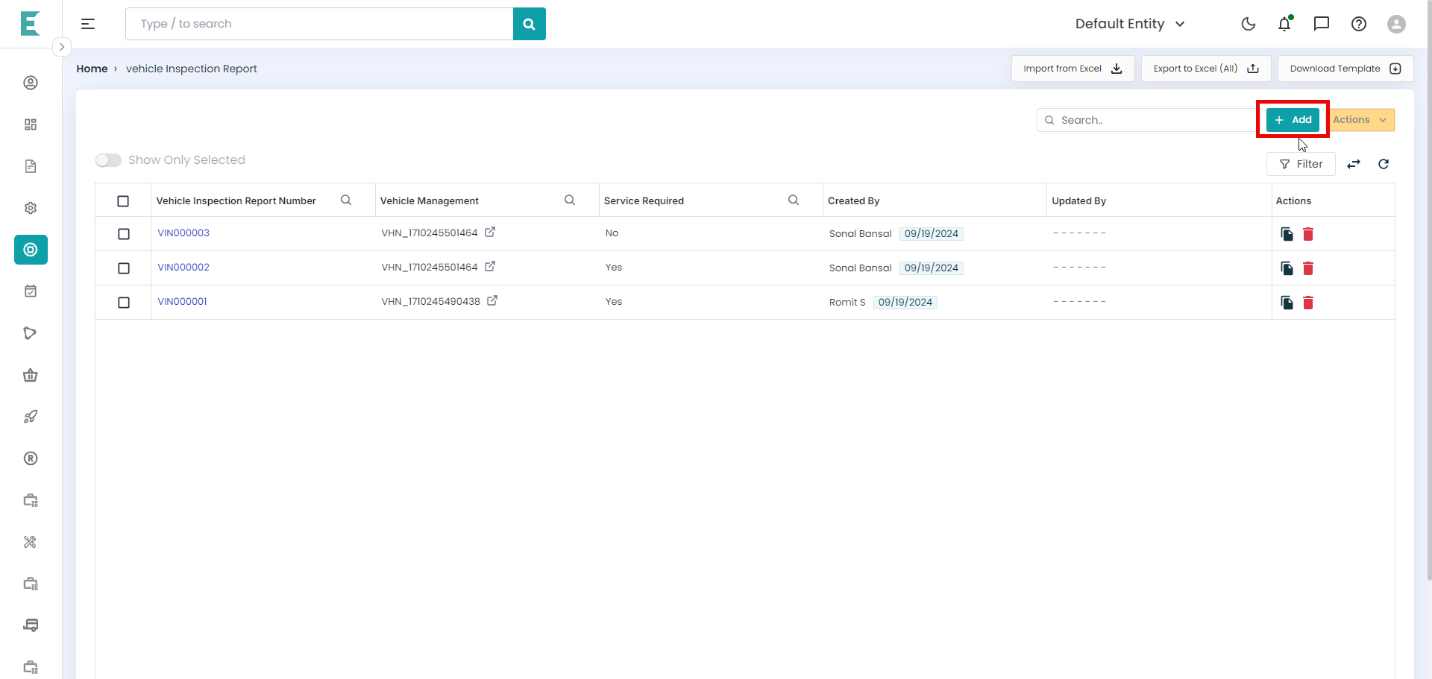 Type / to search
Default Entity
Home › vehicle Inspection Report
Import from Excel
Export to Excel (All)
Download Template
Search..
+ Add
Actions
Show Only Selected
Filter
Vehicle Inspection Report Number
Vehicle Management
Service Required
Created By
Updated By
Actions
VIN000003 VHN_1710245501464 No Sonal Bansal 09/19/2024 -------
VIN000002 VHN_1710245501464 Yes Sonal Bansal 09/19/2024 -------
VIN000001 VHN_1710245490438 Yes Romit S 09/19/2024 -------